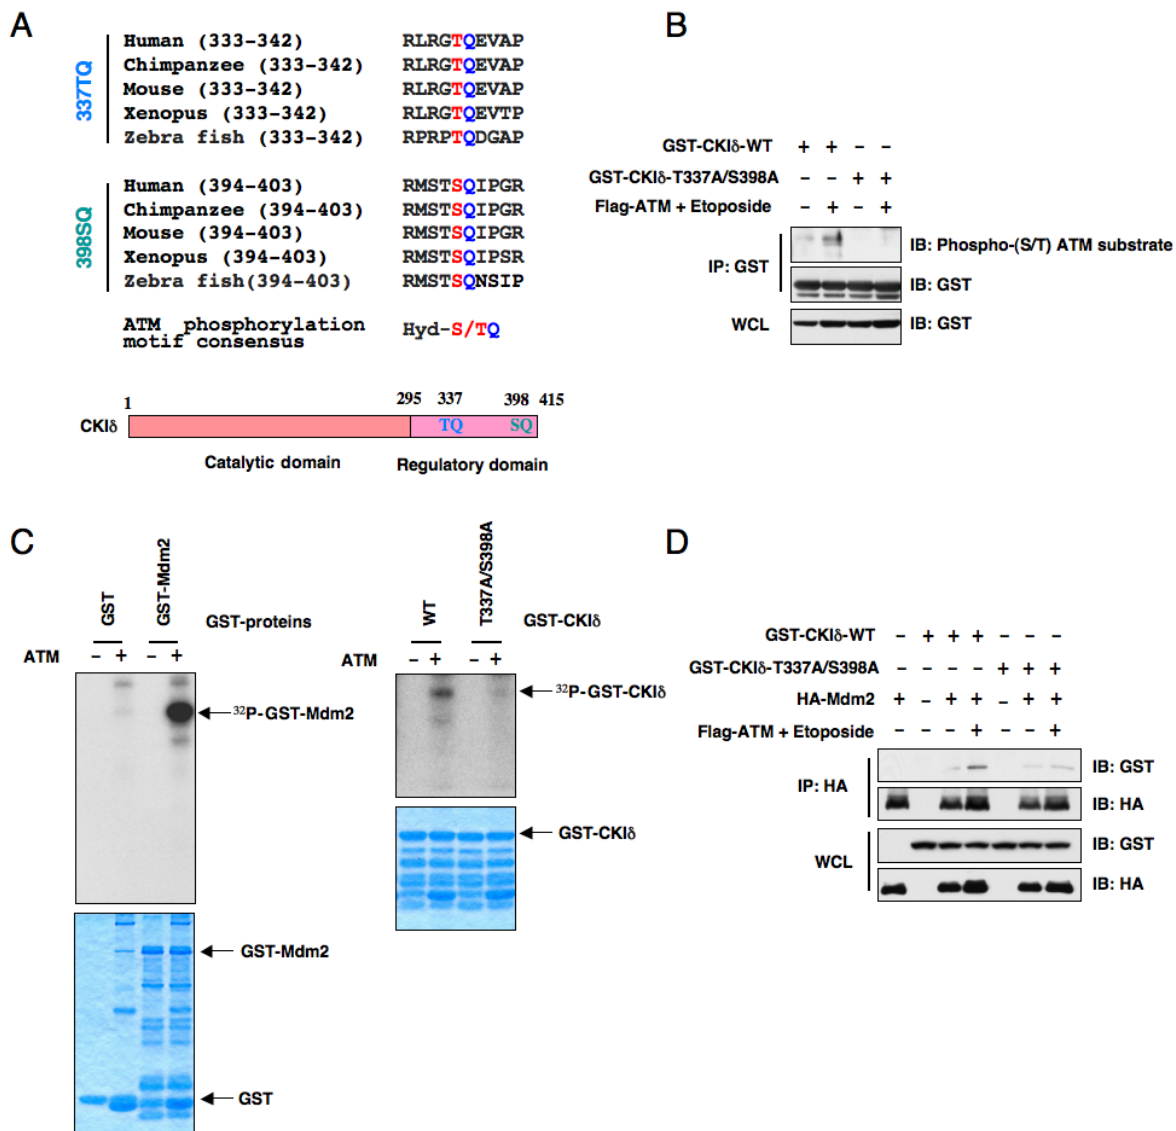 A
337TQ
Human (333-342) RLRGTQEVAP
Chimpanzee (333-342) RLRGTQEVAP
Mouse (333-342) RLRGTQEVAP
Xenopus (333-342) RLRGTQEVTP
Zebra fish (333-342) RPRPTQDGAP
398SQ
Human (394-403) RMSTSQIPGR
Chimpanzee (394-403) RMSTSQIPGR
Mouse (394-403) RMSTSQIPGR
Xenopus (394-403) RMSTSQIPSR
Zebra fish(394-403) RMSTSQNSIP
ATM phosphorylation
motif consensus
Hyd-S/TQ
1 295 337 398 415
CKIδ TQ SQ
Catalytic domain Regulatory domain
B
GST-CKIδ-WT + + – –
GST-CKIδ-T337A/S398A – – + +
Flag-ATM + Etoposide – + – +
IP: GST
IB: Phospho-(S/T) ATM substrate
IB: GST
WCL IB: GST
C
GST
GST-Mdm2
GST-proteins
ATM – + – +
32P-GST-Mdm2
GST-Mdm2
GST
WT
T337A/S398A
GST-CKIδ
ATM – + – +
32P-GST-CKIδ
GST-CKIδ
D
GST-CKIδ-WT – + + + – – –
GST-CKIδ-T337A/S398A – – – – + + +
HA-Mdm2 + – + + – + +
Flag-ATM + Etoposide – – – + – – +
IP: HA
IB: GST
IB: HA
WCL
IB: GST
IB: HA